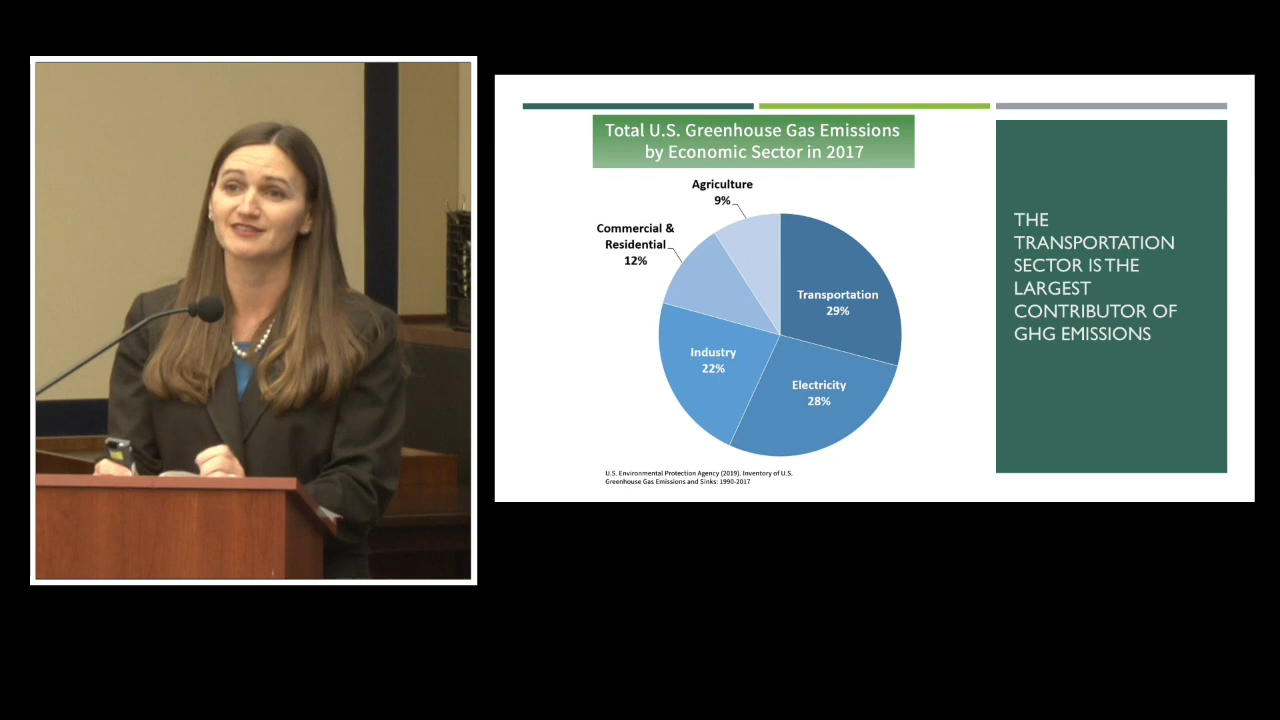 Total U.S. Greenhouse Gas Emissions
by Economic Sector in 2017
Agriculture
9%
Commercial &
Residential
12%
Transportation
29%
Industry
22%
Electricity
28%
U.S. Environmental Protection Agency (2019). Inventory of U.S.
Greenhouse Gas Emissions and Sinks: 1990-2017
THE
TRANSPORTATION
SECTOR IS THE
LARGEST
CONTRIBUTOR OF
GHG EMISSIONS